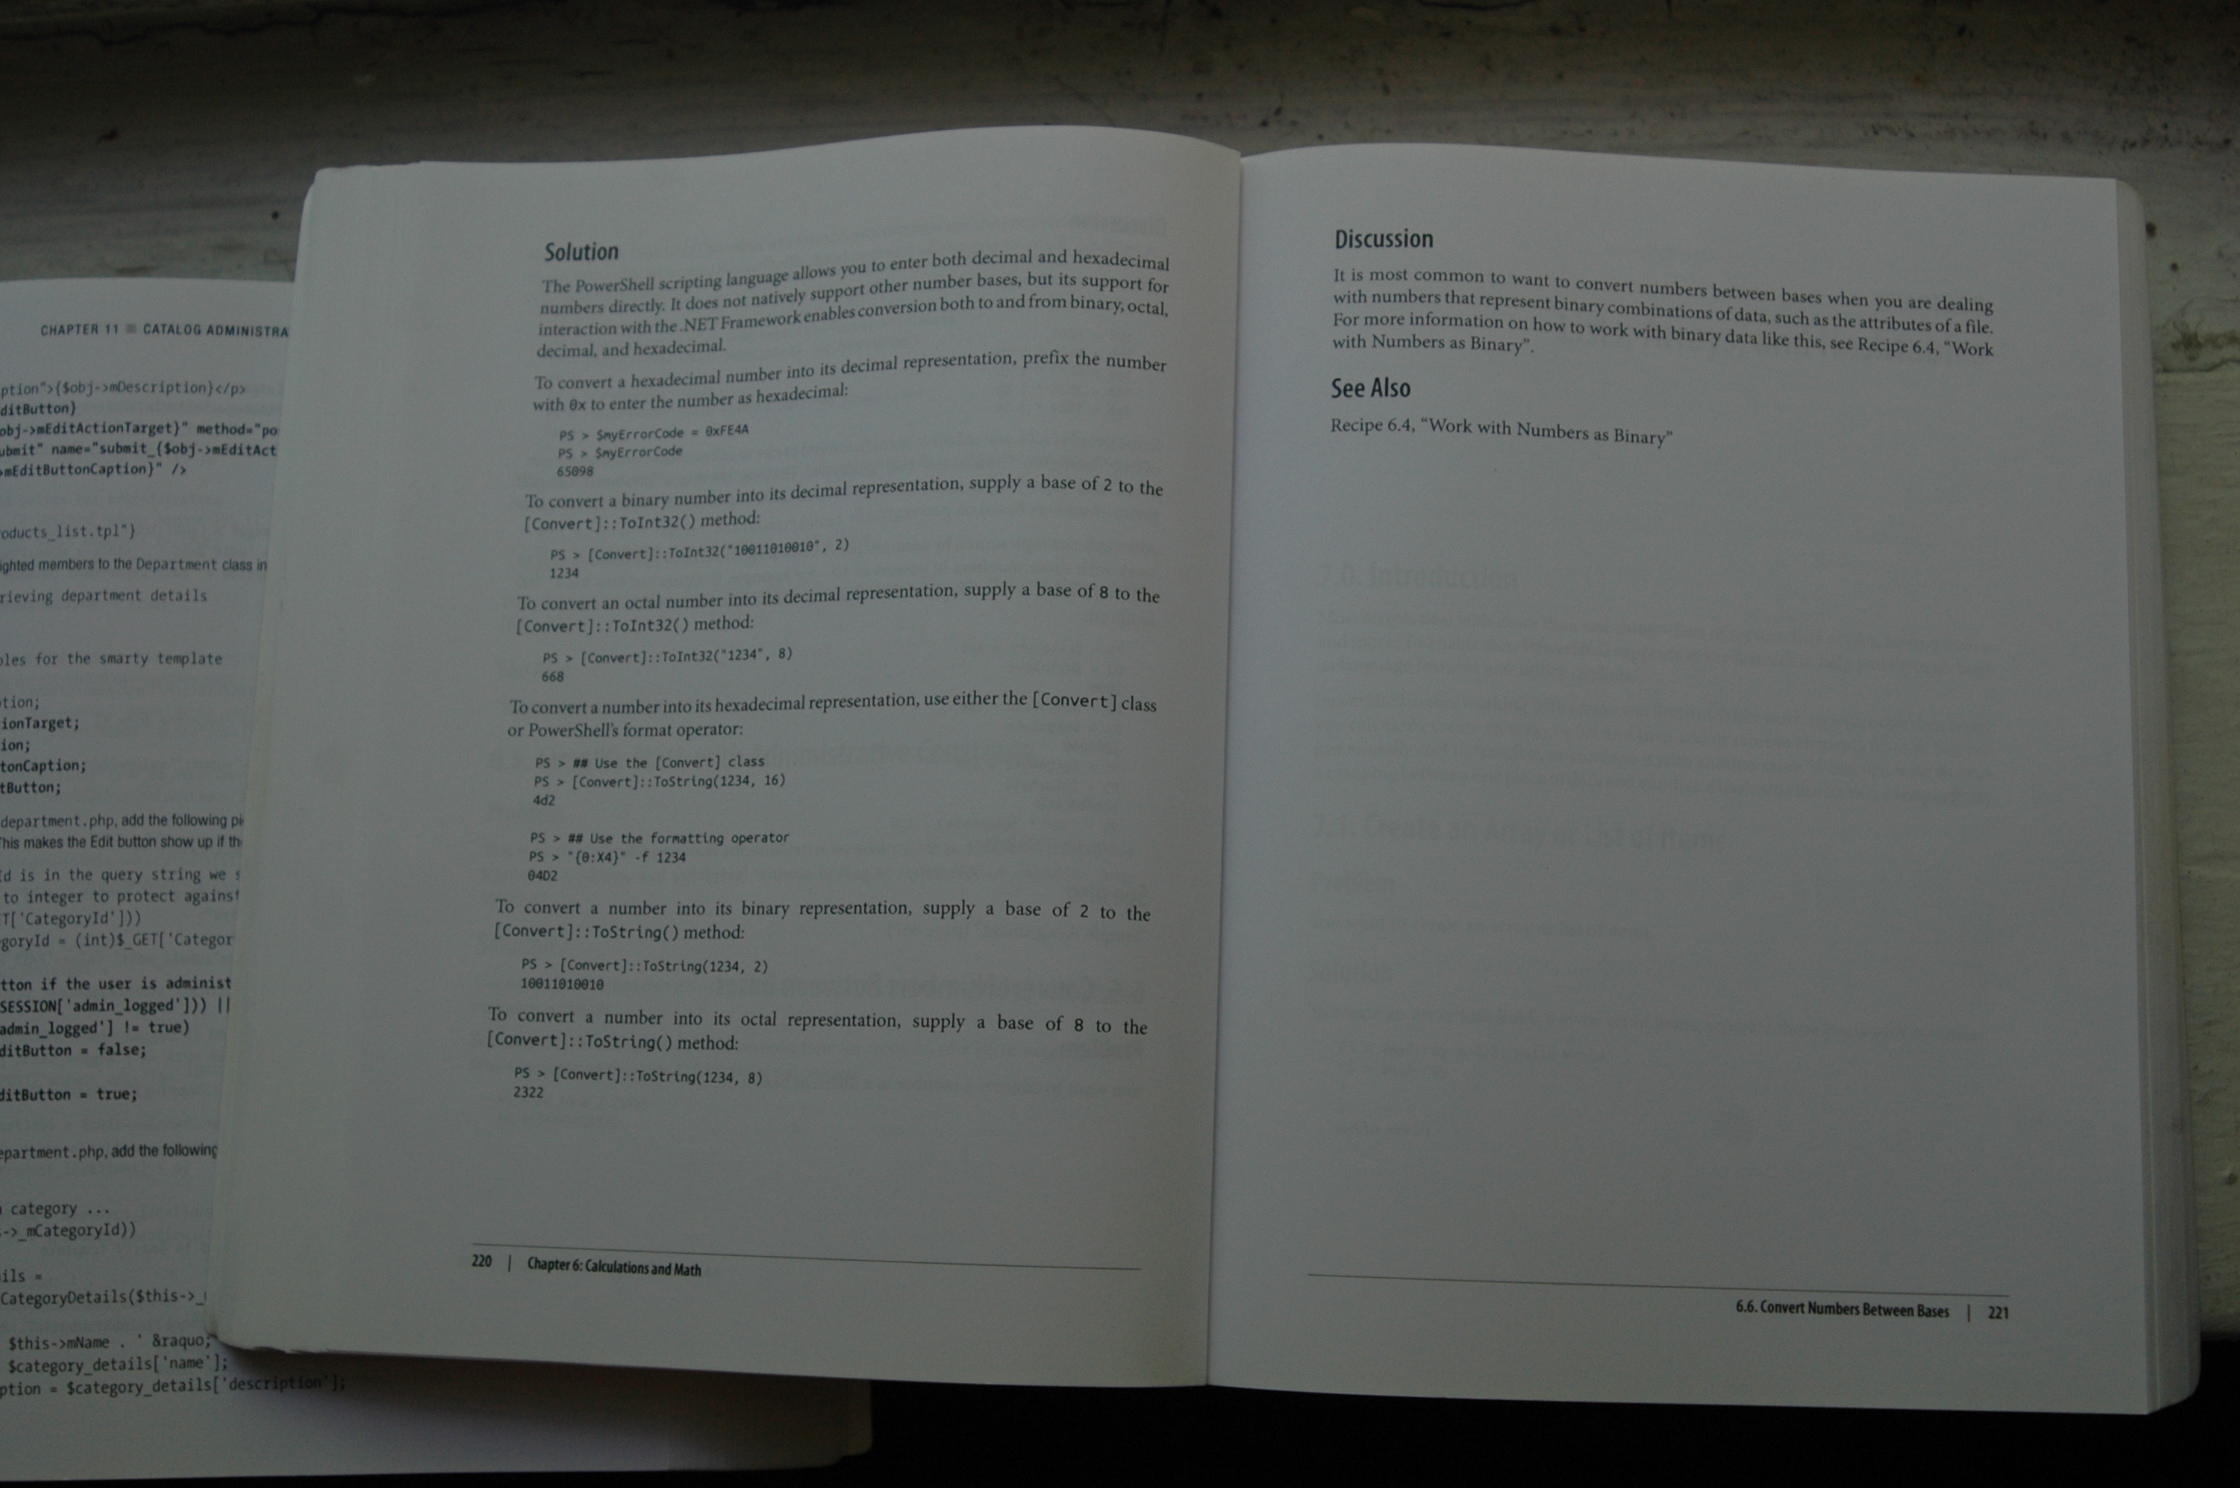 CHAPTER 11 ■ CATALOG ADMINISTRA
ption">{$obj->mDescription}</p>
ditButton}
obj->mEditActionTarget}" method="po
ubmit" name="submit_{$obj->mEditAct
>mEditButtonCaption}" />
oducts_list.tpl"}
ighted members to the Department class in
rieving department details
les for the smarty template
tion;
ionTarget;
ion;
tonCaption;
tButton;
department.php, add the following pi
his makes the Edit button show up if th
d is in the query string we s
to integer to protect against
T['CategoryId']))
goryId = (int)$_GET['Categor
tton if the user is administ
SESSION['admin_logged'])) ||
admin_logged'] != true)
ditButton = false;
ditButton = true;
epartment.php, add the following
category ...
->_mCategoryId))
ils =
CategoryDetails($this->_
$this->mName . ' &raquo;
$category_details['name'];
ption = $category_details['description'];
Solution
The PowerShell scripting language allows you to enter both decimal and hexadecimal
numbers directly. It does not natively support other number bases, but its support for
interaction with the .NET Framework enables conversion both to and from binary, octal,
decimal, and hexadecimal.
To convert a hexadecimal number into its decimal representation, prefix the number
with 0x to enter the number as hexadecimal:
PS > $myErrorCode = 0xFE4A
PS > $myErrorCode
65098
To convert a binary number into its decimal representation, supply a base of 2 to the
[Convert]::ToInt32() method:
PS > [Convert]::ToInt32("10011010010", 2)
1234
To convert an octal number into its decimal representation, supply a base of 8 to the
[Convert]::ToInt32() method:
PS > [Convert]::ToInt32("1234", 8)
668
To convert a number into its hexadecimal representation, use either the [Convert] class
or PowerShell's format operator:
PS > ## Use the [Convert] class
PS > [Convert]::ToString(1234, 16)
4d2
PS > ## Use the formatting operator
PS > "{0:X4}" -f 1234
04D2
To convert a number into its binary representation, supply a base of 2 to the
[Convert]::ToString() method:
PS > [Convert]::ToString(1234, 2)
10011010010
To convert a number into its octal representation, supply a base of 8 to the
[Convert]::ToString() method:
PS > [Convert]::ToString(1234, 8)
2322
220 | Chapter 6: Calculations and Math
Discussion
It is most common to want to convert numbers between bases when you are dealing
with numbers that represent binary combinations of data, such as the attributes of a file.
For more information on how to work with binary data like this, see Recipe 6.4, “Work
with Numbers as Binary”.
See Also
Recipe 6.4, “Work with Numbers as Binary”
6.6. Convert Numbers Between Bases | 221